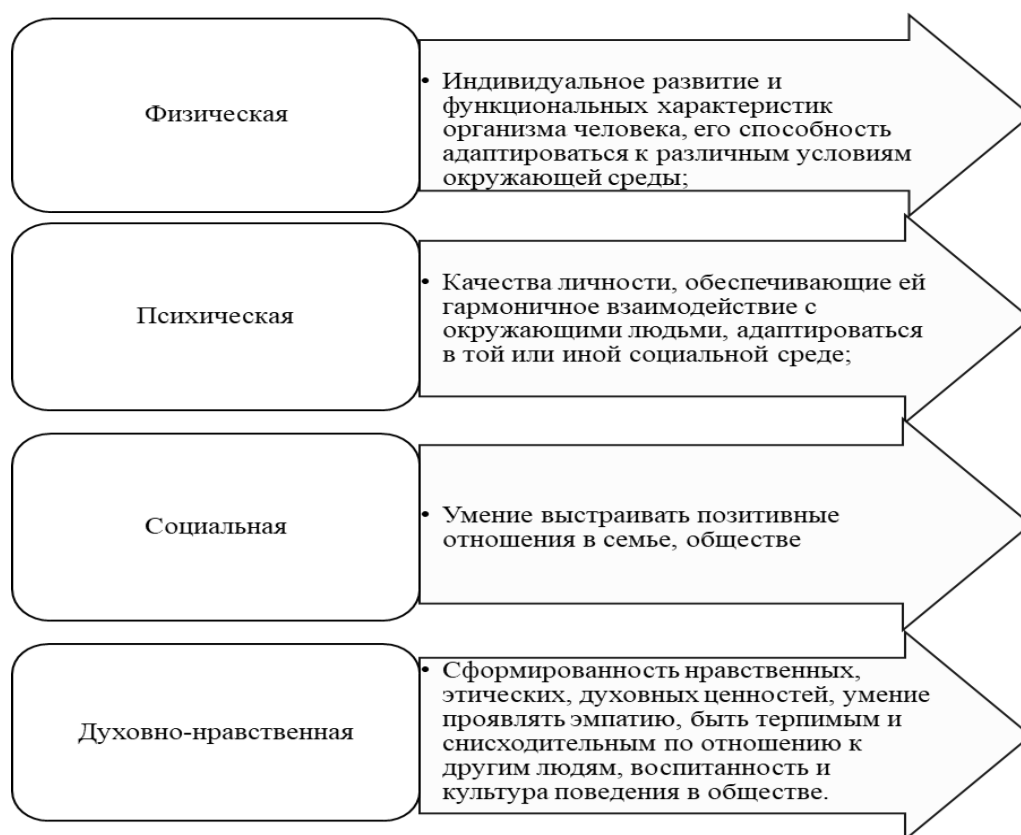 Физическая
• Индивидуальное развитие и
функциональных характеристик
организма человека, его способность
адаптироваться к различным условиям
окружающей среды;
Психическая
• Качества личности, обеспечивающие ей
гармоничное взаимодействие с
окружающими людьми, адаптироваться
в той или иной социальной среде;
Социальная
• Умение выстраивать позитивные
отношения в семье, обществе
Духовно-нравственная
• Сформированность нравственных,
этических, духовных ценностей, умение
проявлять эмпатию, быть терпимым и
снисходительным по отношению к
другим людям, воспитанность и
культура поведения в обществе.